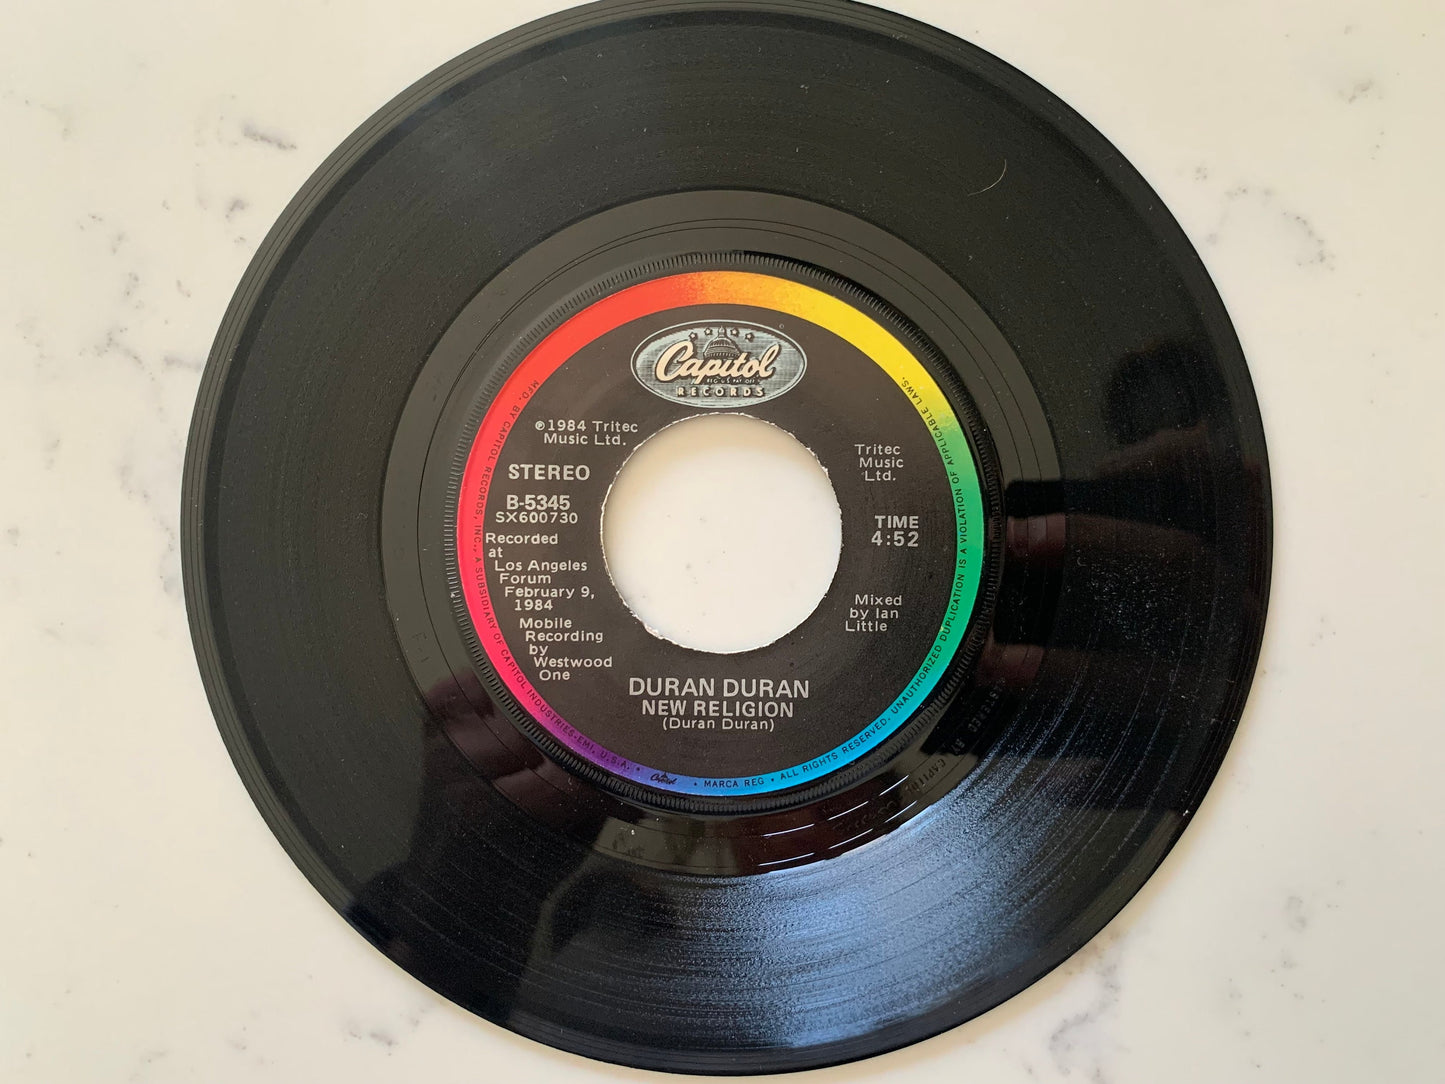 Capitol
REG. U.S. PAT. OFF.
RECORDS
℗1984 Tritec
Music Ltd.
STEREO
B-5345
SX600730
Recorded
at
Los Angeles
Forum
February 9,
1984
Mobile
Recording
by
Westwood
One
Tritec
Music
Ltd.
TIME
4:52
Mixed
by Ian
Little
DURAN DURAN
NEW RELIGION
(Duran Duran)
MFD. BY CAPITOL RECORDS, INC., A SUBSIDIARY OF CAPITOL INDUSTRIES-EMI, U.S.A. • Capitol • MARCA REG • ALL RIGHTS RESERVED. UNAUTHORIZED DUPLICATION IS A VIOLATION OF APPLICABLE LAWS.